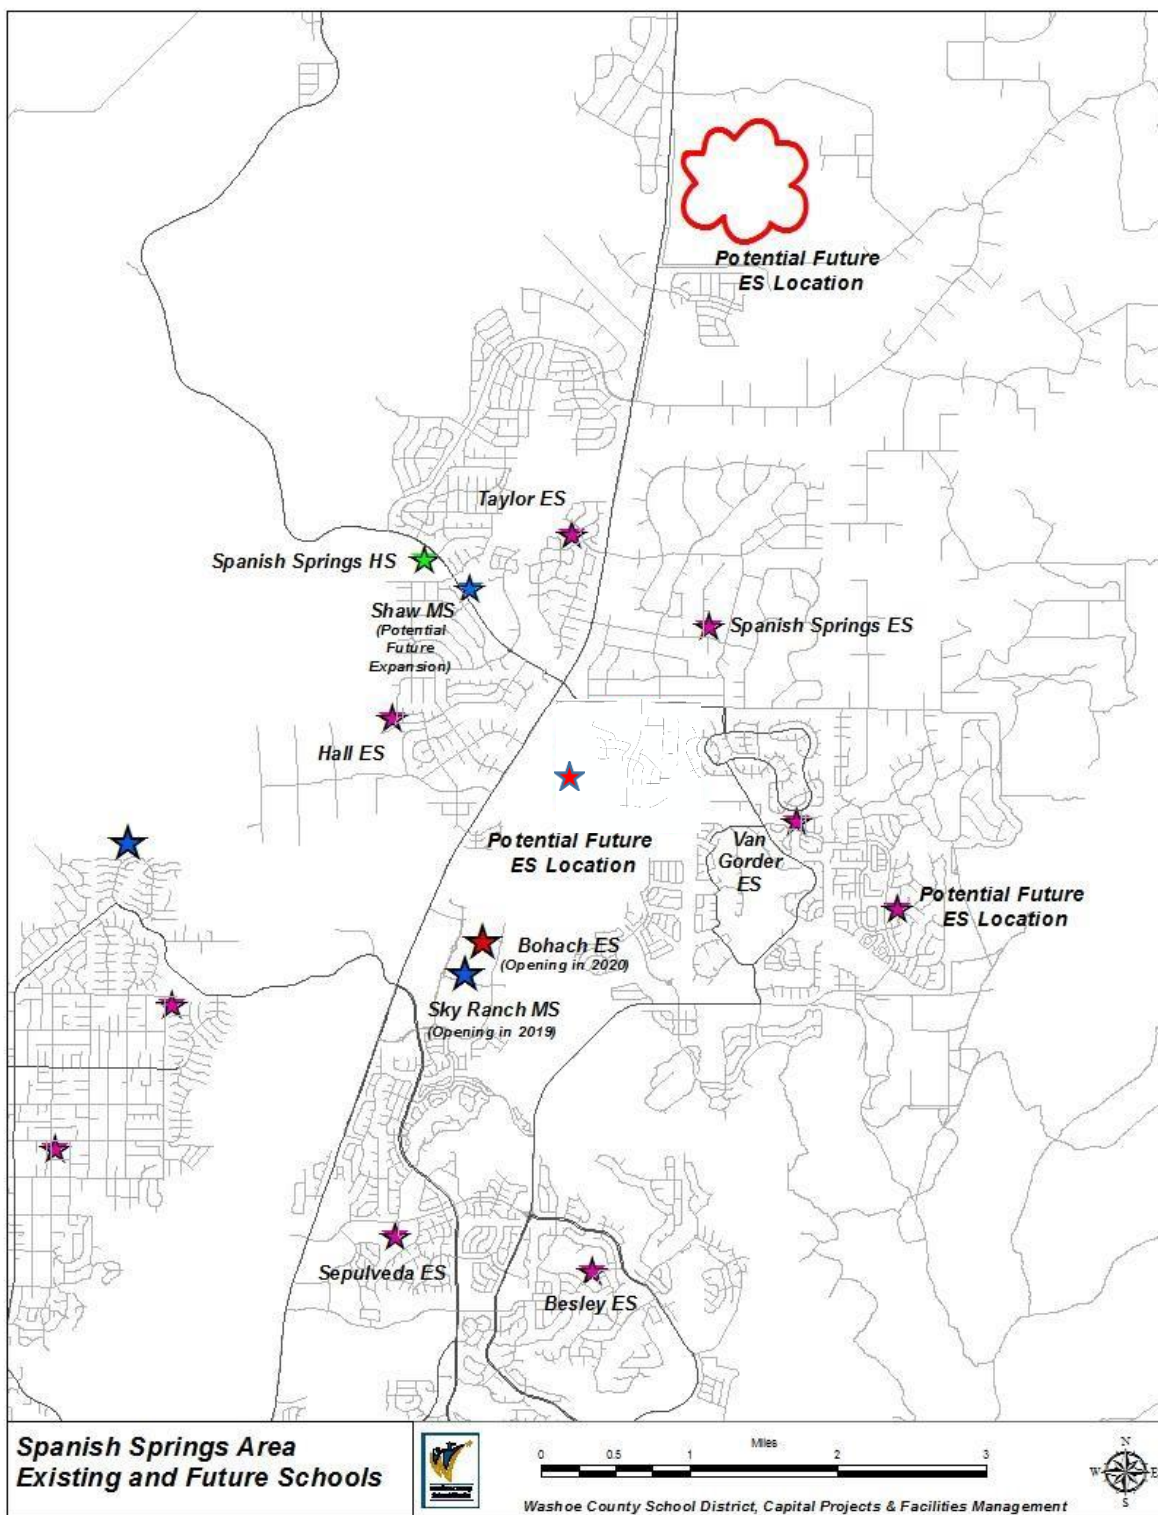 Potential Future
ES Location
Taylor ES
Spanish Springs HS
Shaw MS
(Potential
Future
Expansion)
Spanish Springs ES
Hall ES
Potential Future
ES Location
Van
Gorder
ES
Potential Future
ES Location
Bohach ES
(Opening in 2020)
Sky Ranch MS
(Opening in 2019)
Sepulveda ES
Besley ES
Spanish Springs Area
Existing and Future Schools
Miles
0 0.5 1 2 3
Washoe County School District, Capital Projects & Facilities Management
N
W E
S